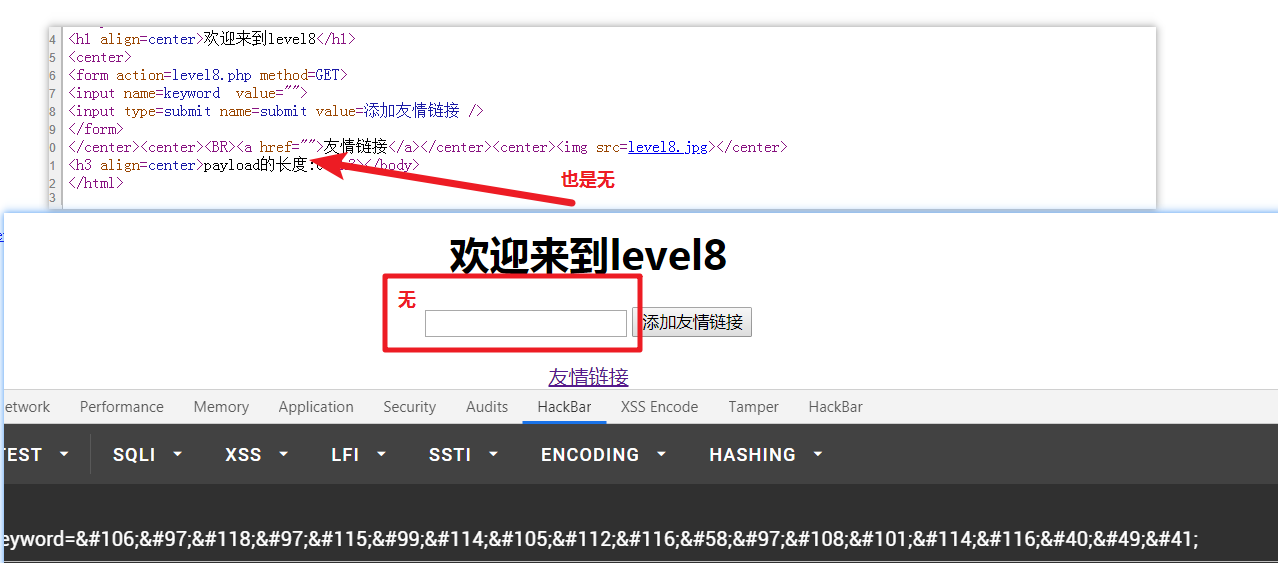 4 <h1 align=center>欢迎来到level8</h1>
5 <center>
6 <form action=level8.php method=GET>
7 <input name=keyword  value="">
8 <input type=submit name=submit value=添加友情链接 />
9 </form>
0 </center><center><BR><a href="">友情链接</a></center><center><img src=level8.jpg></center>
1 <h3 align=center>payload的长度:></body>
2 </html>
3
也是无
欢迎来到level8
无
添加友情链接
友情链接
etwork Performance Memory Application Security Audits HackBar XSS Encode Tamper HackBar
EST SQLI XSS LFI SSTI ENCODING HASHING
eyword=&#106;&#97;&#118;&#97;&#115;&#99;&#114;&#105;&#112;&#116;&#58;&#97;&#108;&#101;&#114;&#116;&#40;&#49;&#41;